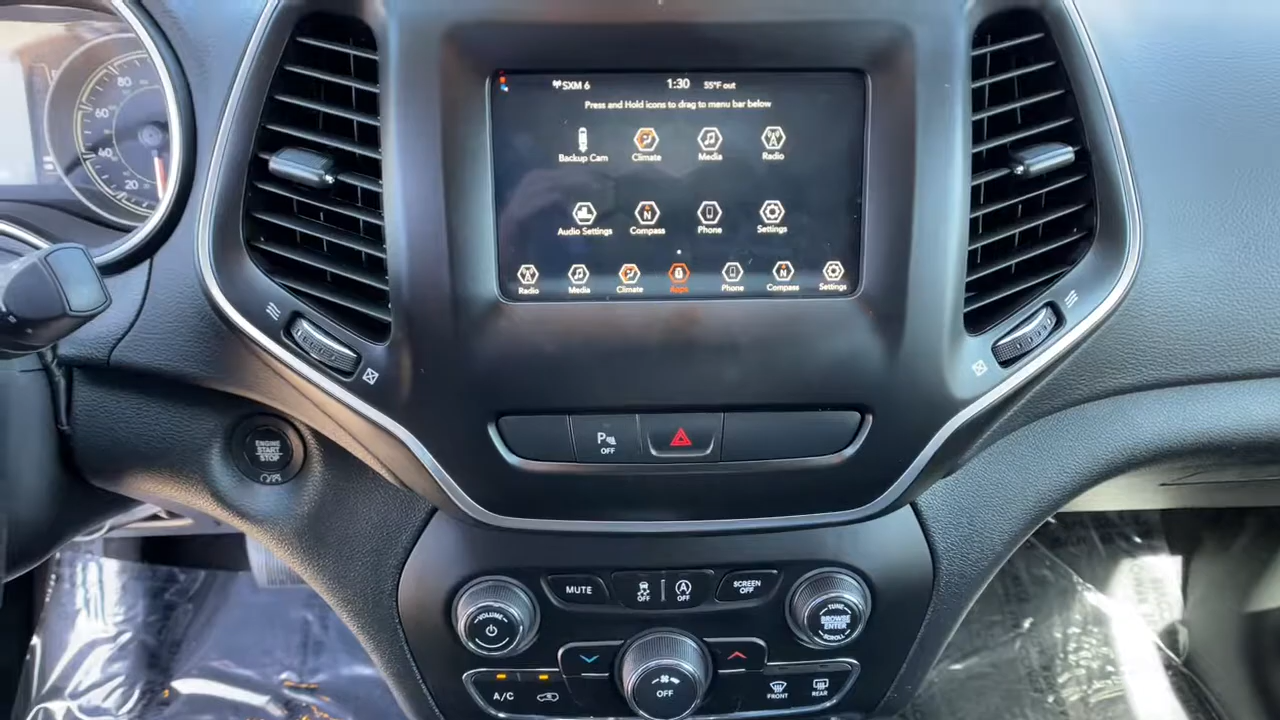 80
60
40
20
SXM 6 1:30 55°F out
Press and Hold icons to drag to menu bar below
Backup Cam Climate Media Radio
N
Audio Settings Compass Phone Settings
N
Radio Media Climate Apps Phone Compass Settings
P OFF
ENGINE
START
STOP
MUTE OFF A OFF SCREEN OFF
VOLUME
TUNE
BROWSE
ENTER
SCROLL
A/C OFF FRONT REAR